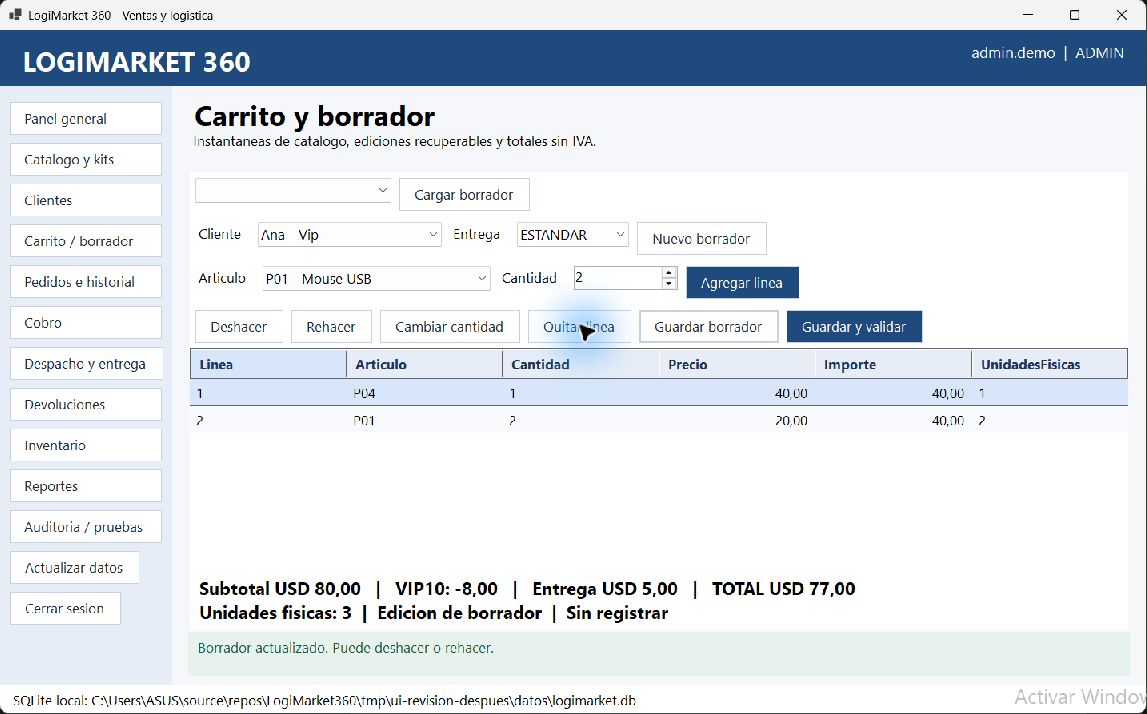 LogiMarket 360   Ventas y logistica
LOGIMARKET 360
admin.demo | ADMIN
Panel general
Catalogo y kits
Clientes
Carrito / borrador
Pedidos e historial
Cobro
Despacho y entrega
Devoluciones
Inventario
Reportes
Auditoria / pruebas
Actualizar datos
Cerrar sesion
Carrito y borrador
Instantaneas de catalogo, ediciones recuperables y totales sin IVA.
Cargar borrador
Cliente Ana   Vip Entrega ESTANDAR Nuevo borrador
Articulo P01   Mouse USB Cantidad 2 Agregar linea
Deshacer Rehacer Cambiar cantidad Quitar linea Guardar borrador Guardar y validar
Linea Articulo Cantidad Precio Importe UnidadesFisicas
1 P04 1 40,00 40,00 1
2 P01 2 20,00 40,00 2
Subtotal USD 80,00 | VIP10: -8,00 | Entrega USD 5,00 | TOTAL USD 77,00
Unidades fisicas: 3 | Edicion de borrador | Sin registrar
Borrador actualizado. Puede deshacer o rehacer.
SQLite local: C:\Users\ASUS\source\repos\LogiMarket360\tmp\ui-revision-despues\datos\logimarket.db
Activar Window